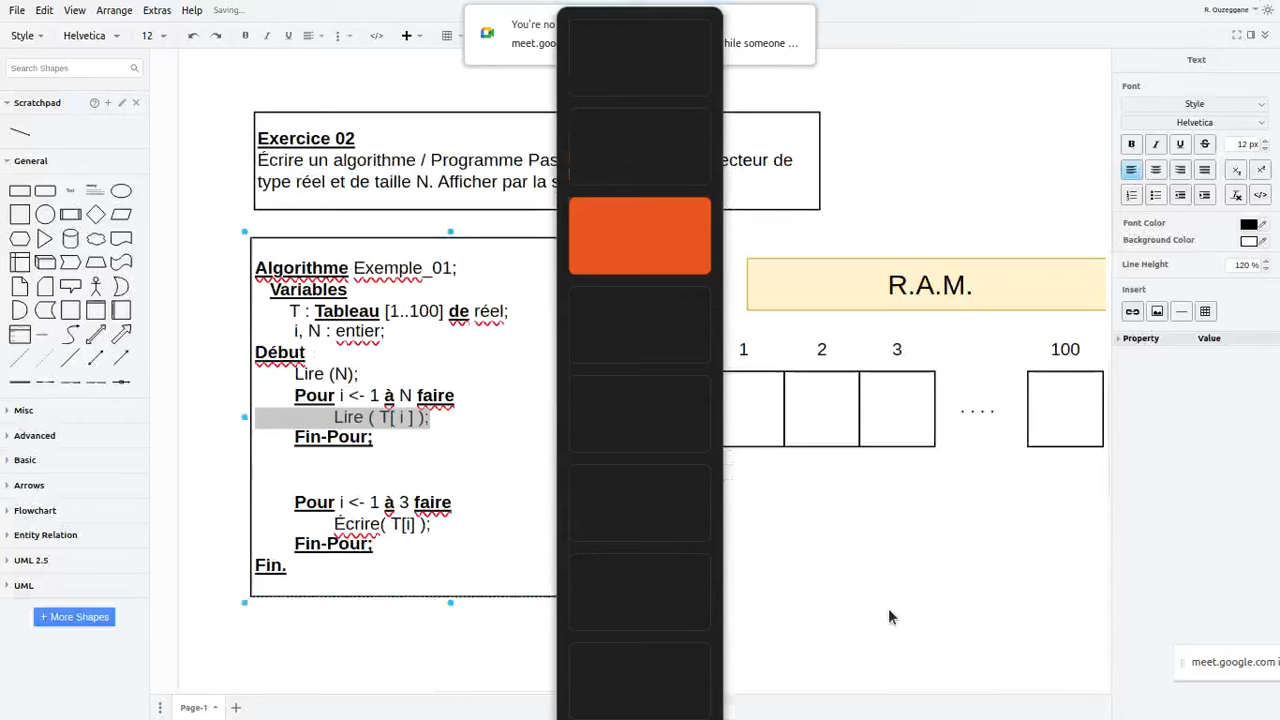 File Edit View Arrange Extras Help Saving...
R. Ouzeggane
Style Helvetica 12
You're no
meet.goo
hile someone ...
Search Shapes
Scratchpad
General
Text
Misc
Advanced
Basic
Arrows
Flowchart
Entity Relation
UML 2.5
UML
+ More Shapes
Exercice 02
Écrire un algorithme / Programme Pas ecteur de
type réel et de taille N. Afficher par la s
Algorithme Exemple_01;
Variables
T : Tableau [1..100] de réel;
i, N : entier;
Début
Lire (N);
Pour i <- 1 à N faire
Lire ( T[ i ] );
Fin-Pour;
Pour i <- 1 à 3 faire
Écrire( T[i] );
Fin-Pour;
Fin.
R.A.M.
1 2 3 100
. . . .
Text
Font
Style
Helvetica
B I U S 12 px
Font Color
Background Color
Line Height 120 %
Insert
Property Value
meet.google.com i
Page-1